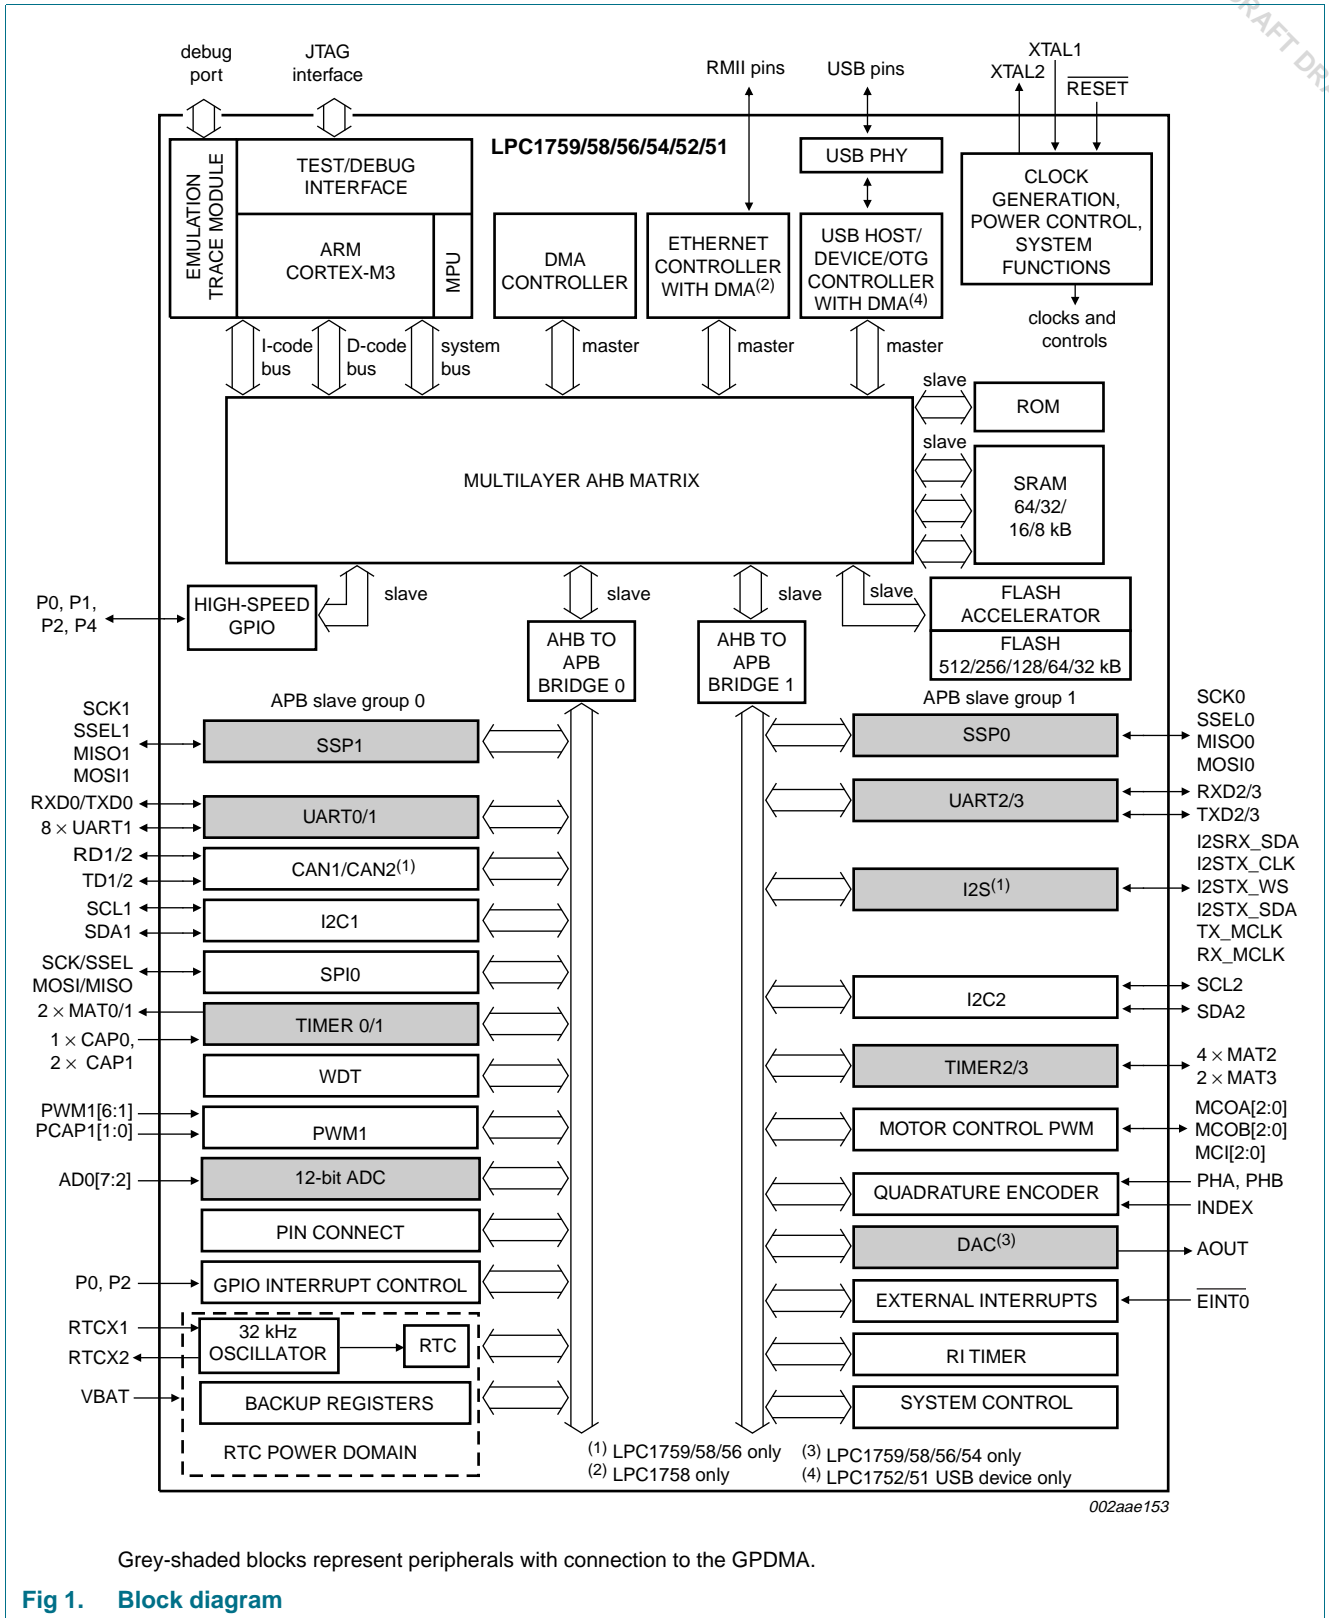 DRAFT DR
debug
port
JTAG
interface
RMII pins
USB pins
XTAL1
XTAL2
RESET
LPC1759/58/56/54/52/51
EMULATION
TRACE MODULE
TEST/DEBUG
INTERFACE
ARM
CORTEX-M3
MPU
DMA
CONTROLLER
ETHERNET
CONTROLLER
WITH DMA(2)
USB PHY
USB HOST/
DEVICE/OTG
CONTROLLER
WITH DMA(4)
CLOCK
GENERATION,
POWER CONTROL,
SYSTEM
FUNCTIONS
clocks and
controls
I-code
bus
D-code
bus
system
bus
master
master
master
slave
ROM
slave
SRAM
64/32/
16/8 kB
MULTILAYER AHB MATRIX
P0, P1,
P2, P4
HIGH-SPEED
GPIO
slave
slave
slave
slave
AHB TO
APB
BRIDGE 0
AHB TO
APB
BRIDGE 1
FLASH
ACCELERATOR
FLASH
512/256/128/64/32 kB
APB slave group 0
APB slave group 1
SCK1
SSEL1
MISO1
MOSI1
SSP1
RXD0/TXD0
8 × UART1
UART0/1
RD1/2
TD1/2
CAN1/CAN2(1)
SCL1
SDA1
I2C1
SCK/SSEL
MOSI/MISO
SPI0
2 × MAT0/1
1 × CAP0,
2 × CAP1
TIMER 0/1
WDT
PWM1[6:1]
PCAP1[1:0]
PWM1
AD0[7:2]
12-bit ADC
PIN CONNECT
P0, P2
GPIO INTERRUPT CONTROL
RTCX1
RTCX2
32 kHz
OSCILLATOR
RTC
VBAT
BACKUP REGISTERS
RTC POWER DOMAIN
SSP0
SCK0
SSEL0
MISO0
MOSI0
UART2/3
RXD2/3
TXD2/3
I2S(1)
I2SRX_SDA
I2STX_CLK
I2STX_WS
I2STX_SDA
TX_MCLK
RX_MCLK
I2C2
SCL2
SDA2
TIMER2/3
4 × MAT2
2 × MAT3
MOTOR CONTROL PWM
MCOA[2:0]
MCOB[2:0]
MCI[2:0]
QUADRATURE ENCODER
PHA, PHB
INDEX
DAC(3)
AOUT
EXTERNAL INTERRUPTS
EINT0
RI TIMER
SYSTEM CONTROL
(1) LPC1759/58/56 only
(2) LPC1758 only
(3) LPC1759/58/56/54 only
(4) LPC1752/51 USB device only
002aae153
Grey-shaded blocks represent peripherals with connection to the GPDMA.
Fig 1. Block diagram